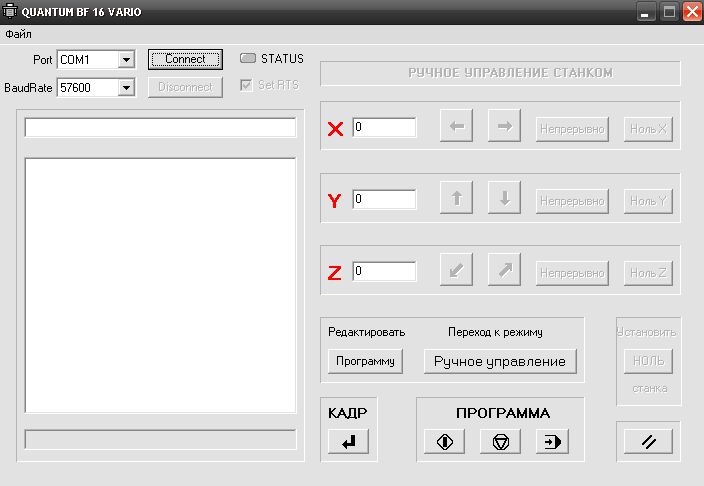 QUANTUM BF 16 VARIO
Файл
Port COM1 Connect STATUS
BaudRate 57600 Disconnect Set RTS
РУЧНОЕ УПРАВЛЕНИЕ СТАНКОМ
X 0 Непрерывно Ноль X
Y 0 Непрерывно Ноль Y
Z 0 Непрерывно Ноль Z
Редактировать Переход к режиму Установить
Программу Ручное управление НОЛЬ
станка
КАДР ПРОГРАММА